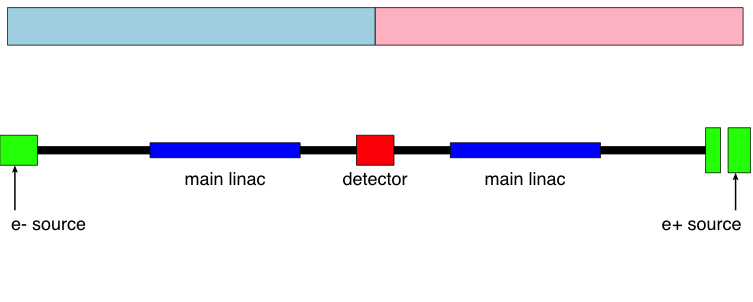 main linac
detector
main linac
e- source
e+ source